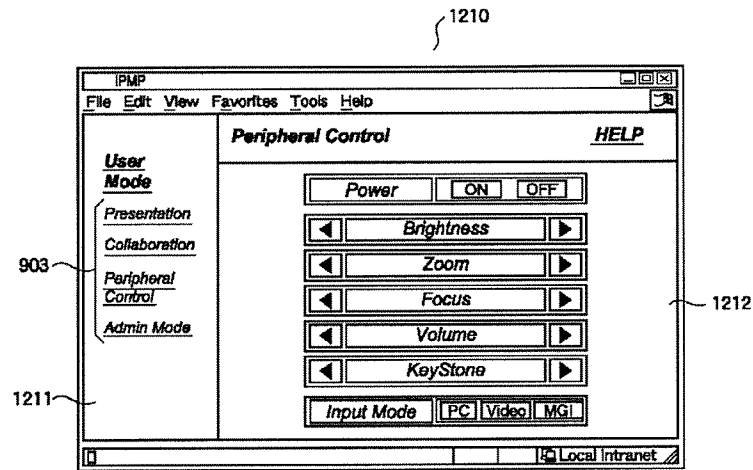 1210
IPMP
File Edit View Favorites Tools Help
Peripheral Control HELP
User
Mode
Presentation
Collaboration
Peripheral
Control
Admin Mode
903
1211
Power ON OFF
Brightness
Zoom
Focus
Volume
KeyStone
Input Mode PC Video MGI
1212
Local Intranet